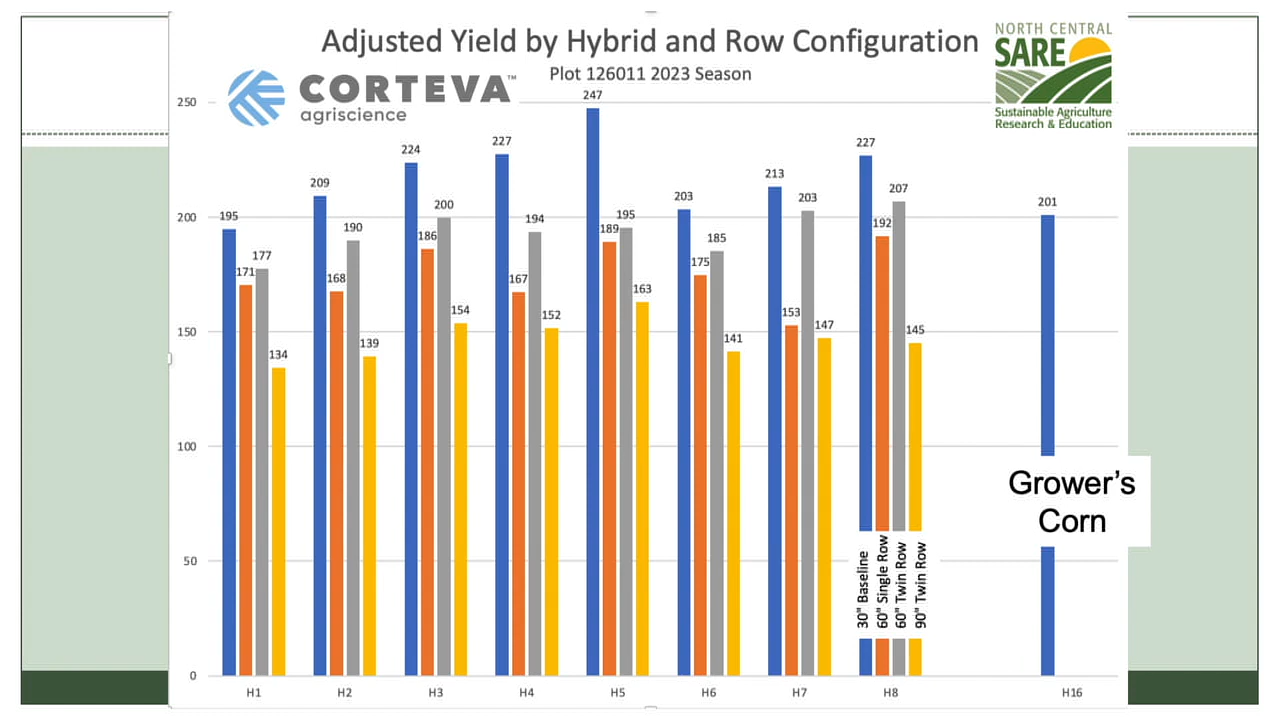 Adjusted Yield by Hybrid and Row Configuration
Plot 126011 2023 Season
CORTEVA™
agriscience
NORTH CENTRAL
SARE
Sustainable Agriculture
Research & Education
250
200
150
100
50
0
195
171
177
134
209
168
190
139
224
186
200
154
227
167
194
152
247
189
195
163
203
175
185
141
213
153
203
147
227
192
207
145
201
30" Baseline
60" Single Row
60" Twin Row
90" Twin Row
Grower's
Corn
H1
H2
H3
H4
H5
H6
H7
H8
H16